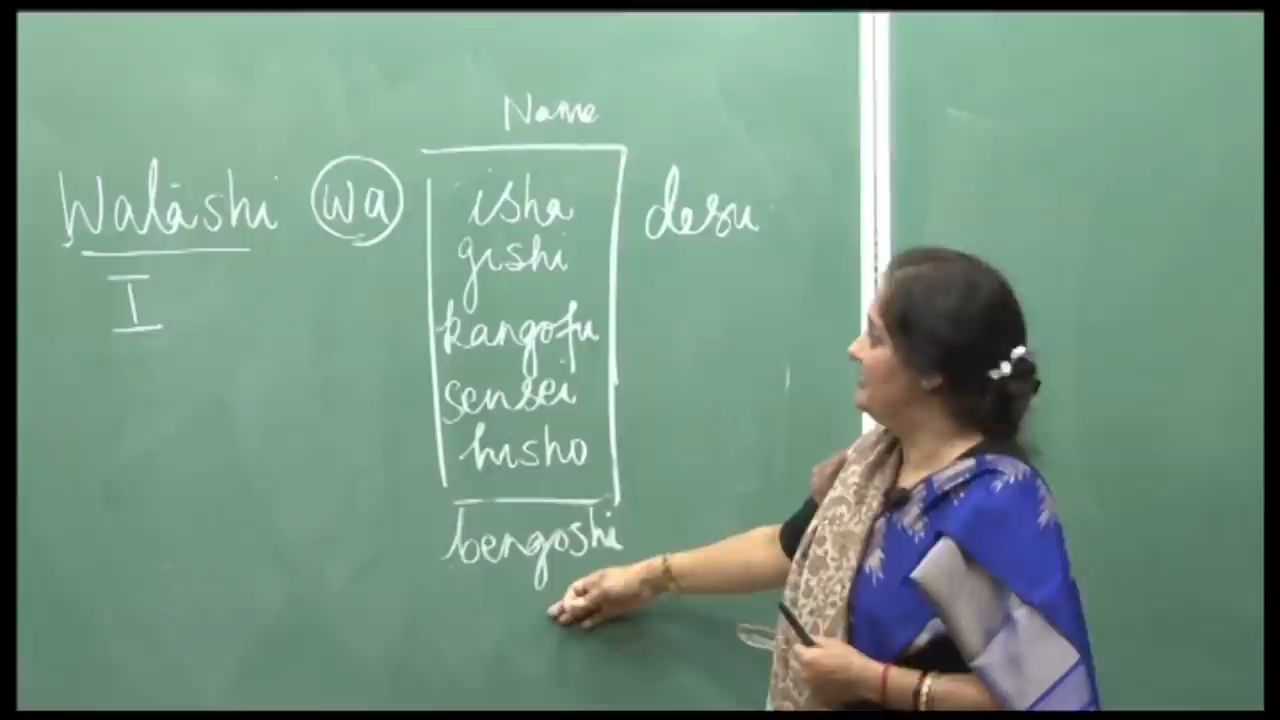 Name
Watashi wa isha desu
I
gishi
kangofu
sensei
hisho
bengoshi